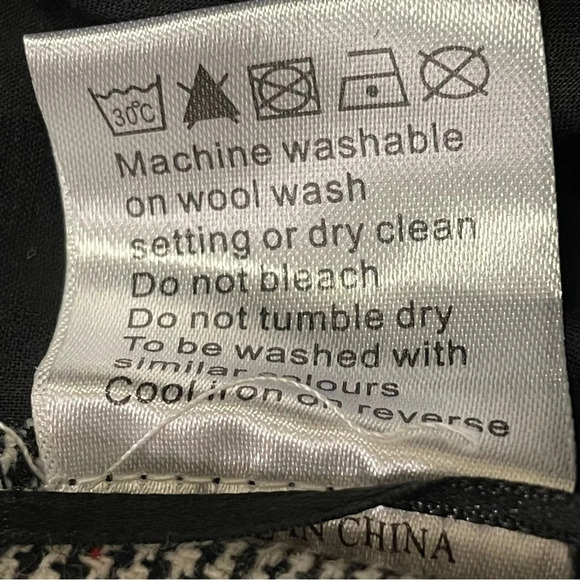 30°C
Machine washable
on wool wash
setting or dry clean
Do not bleach
Do not tumble dry
To be washed with
similar colours
Cool iron on reverse
IN CHINA